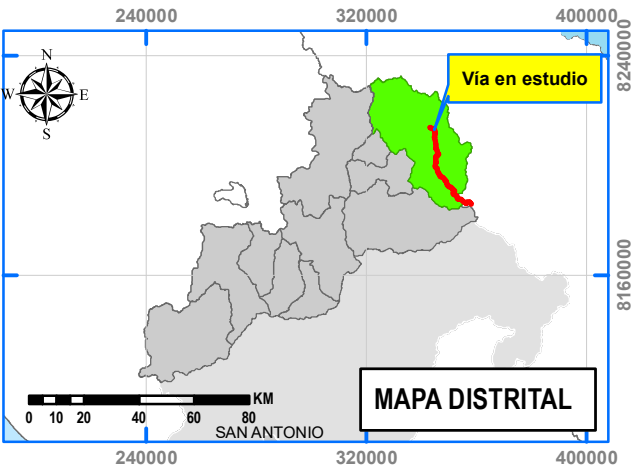 240000 320000 400000
8240000
N
W E
S
Vía en estudio
8160000
KM
0 10 20 40 60 80
MAPA DISTRITAL
SAN ANTONIO
240000 320000 400000